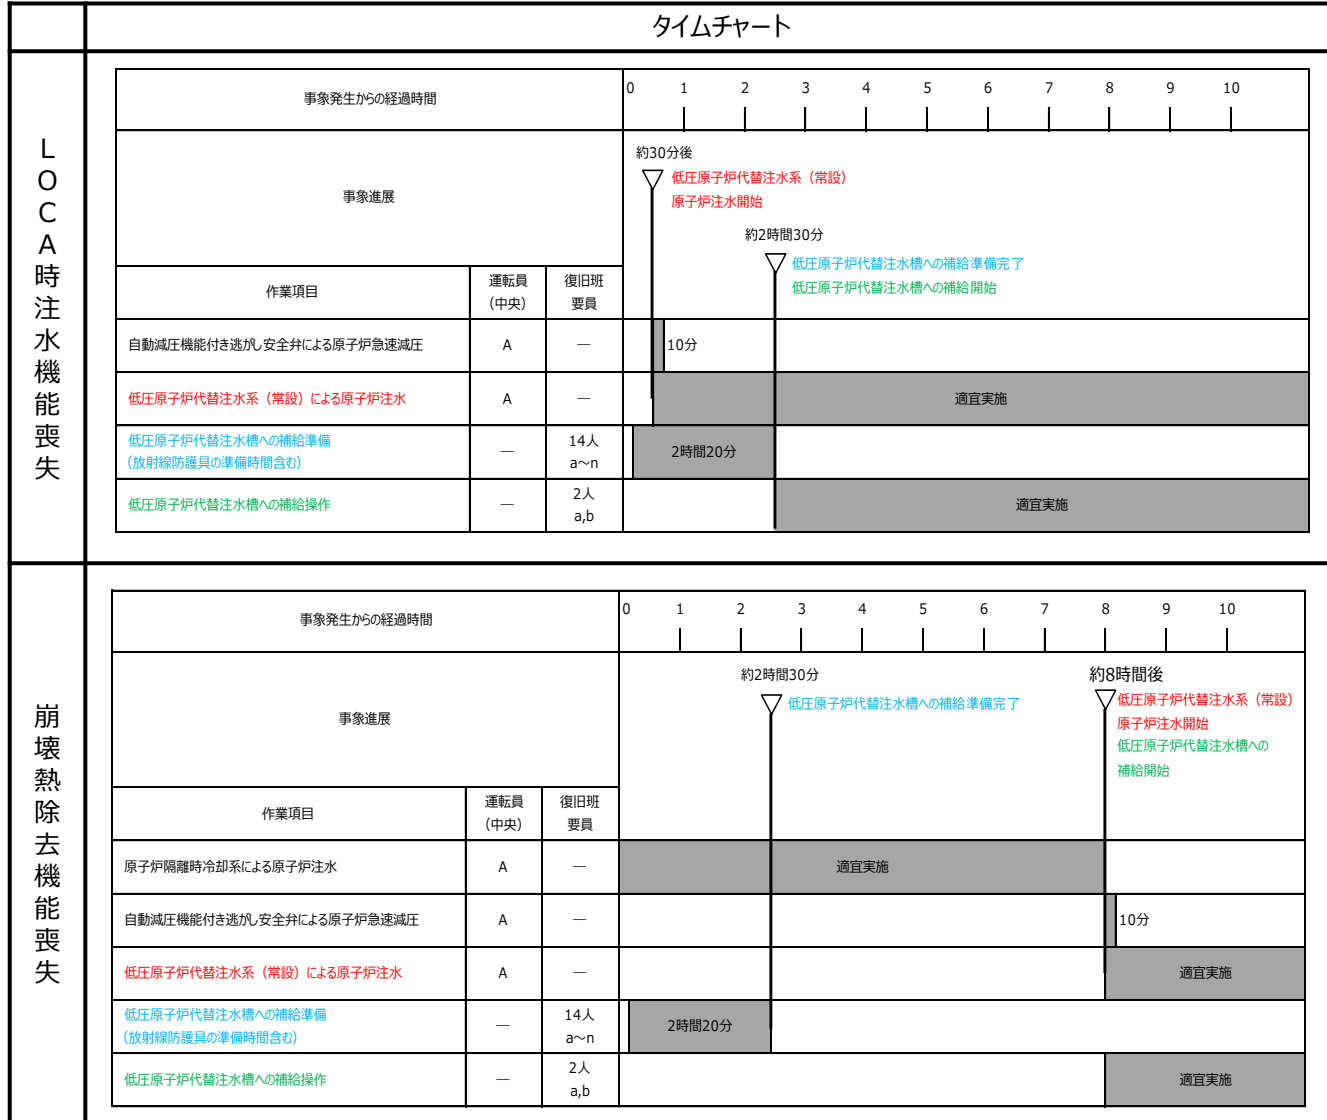 タイムチャート
LOCA時注水機能喪失
事象発生からの経過時間
0 1 2 3 4 5 6 7 8 9 10
事象進展
約30分後
低圧原子炉代替注水系（常設）
原子炉注水開始
約2時間30分
低圧原子炉代替注水槽への補給準備完了
低圧原子炉代替注水槽への補給開始
作業項目
運転員
（中央）
復旧班
要員
自動減圧機能付き逃がし安全弁による原子炉急速減圧 A ― 10分
低圧原子炉代替注水系（常設）による原子炉注水 A ― 適宜実施
低圧原子炉代替注水槽への補給準備
（放射線防護具の準備時間含む）
―
14人
a～n
2時間20分
低圧原子炉代替注水槽への補給操作
―
2人
a,b
適宜実施
崩壊熱除去機能喪失
事象発生からの経過時間
0 1 2 3 4 5 6 7 8 9 10
事象進展
約2時間30分
低圧原子炉代替注水槽への補給準備完了
約8時間後
低圧原子炉代替注水系（常設）
原子炉注水開始
低圧原子炉代替注水槽への
補給開始
作業項目
運転員
（中央）
復旧班
要員
原子炉隔離時冷却系による原子炉注水 A ― 適宜実施
自動減圧機能付き逃がし安全弁による原子炉急速減圧 A ― 10分
低圧原子炉代替注水系（常設）による原子炉注水 A ― 適宜実施
低圧原子炉代替注水槽への補給準備
（放射線防護具の準備時間含む）
―
14人
a～n
2時間20分
低圧原子炉代替注水槽への補給操作
―
2人
a,b
適宜実施